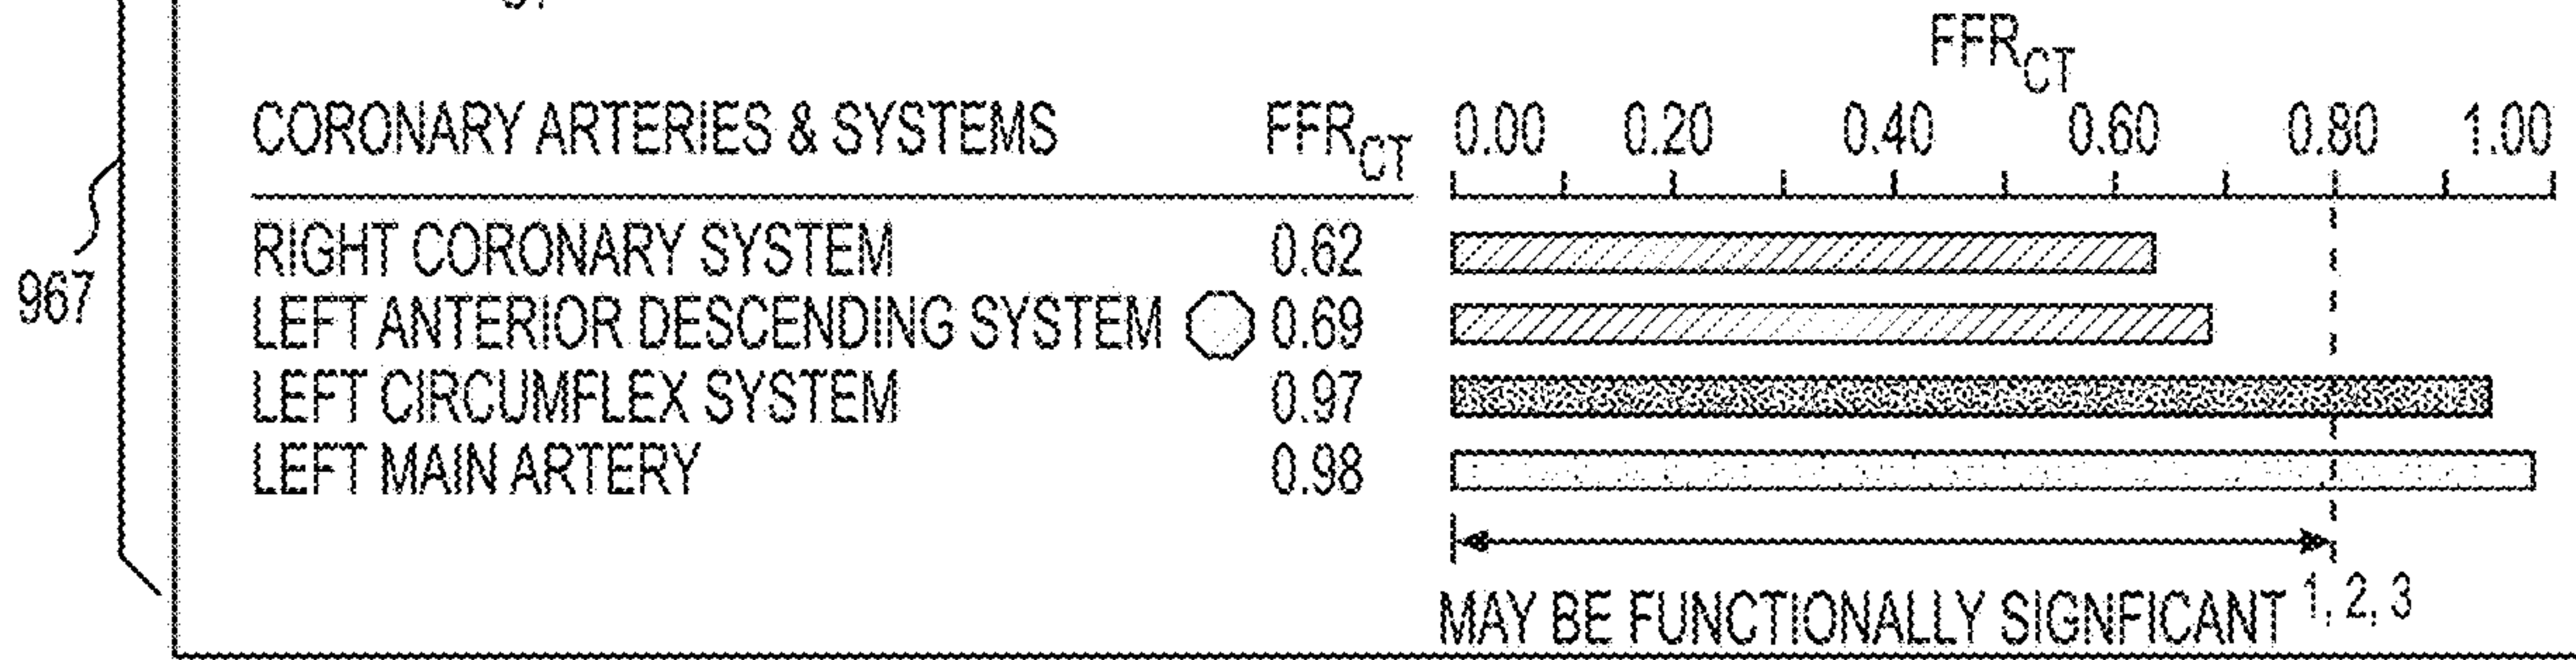 FFRCT
CORONARY ARTERIES & SYSTEMS FFRCT 0.00 0.20 0.40 0.60 0.80 1.00
RIGHT CORONARY SYSTEM 0.62
LEFT ANTERIOR DESCENDING SYSTEM 0.69
LEFT CIRCUMFLEX SYSTEM 0.97
LEFT MAIN ARTERY 0.98
967
MAY BE FUNCTIONALLY SIGNFICANT 1, 2, 3